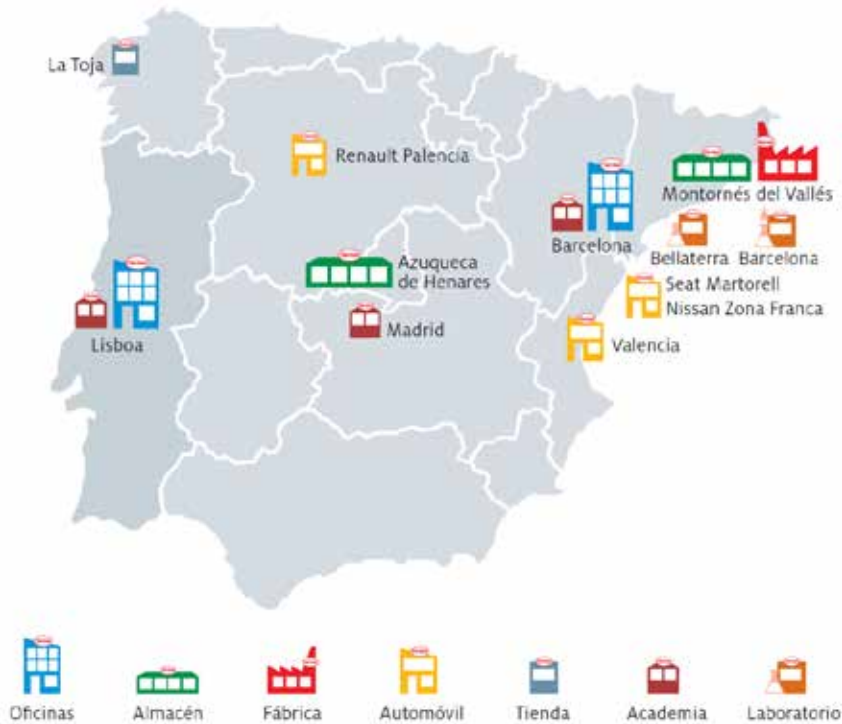 La Toja
Renault Palencia
Montornés del Vallés
Barcelona
Bellaterra
Barcelona
Azuqueca
de Henares
Seat Martorell
Nissan Zona Franca
Madrid
Lisboa
Valencia
Oficinas
Almacén
Fábrica
Automóvil
Tienda
Academia
Laboratorio